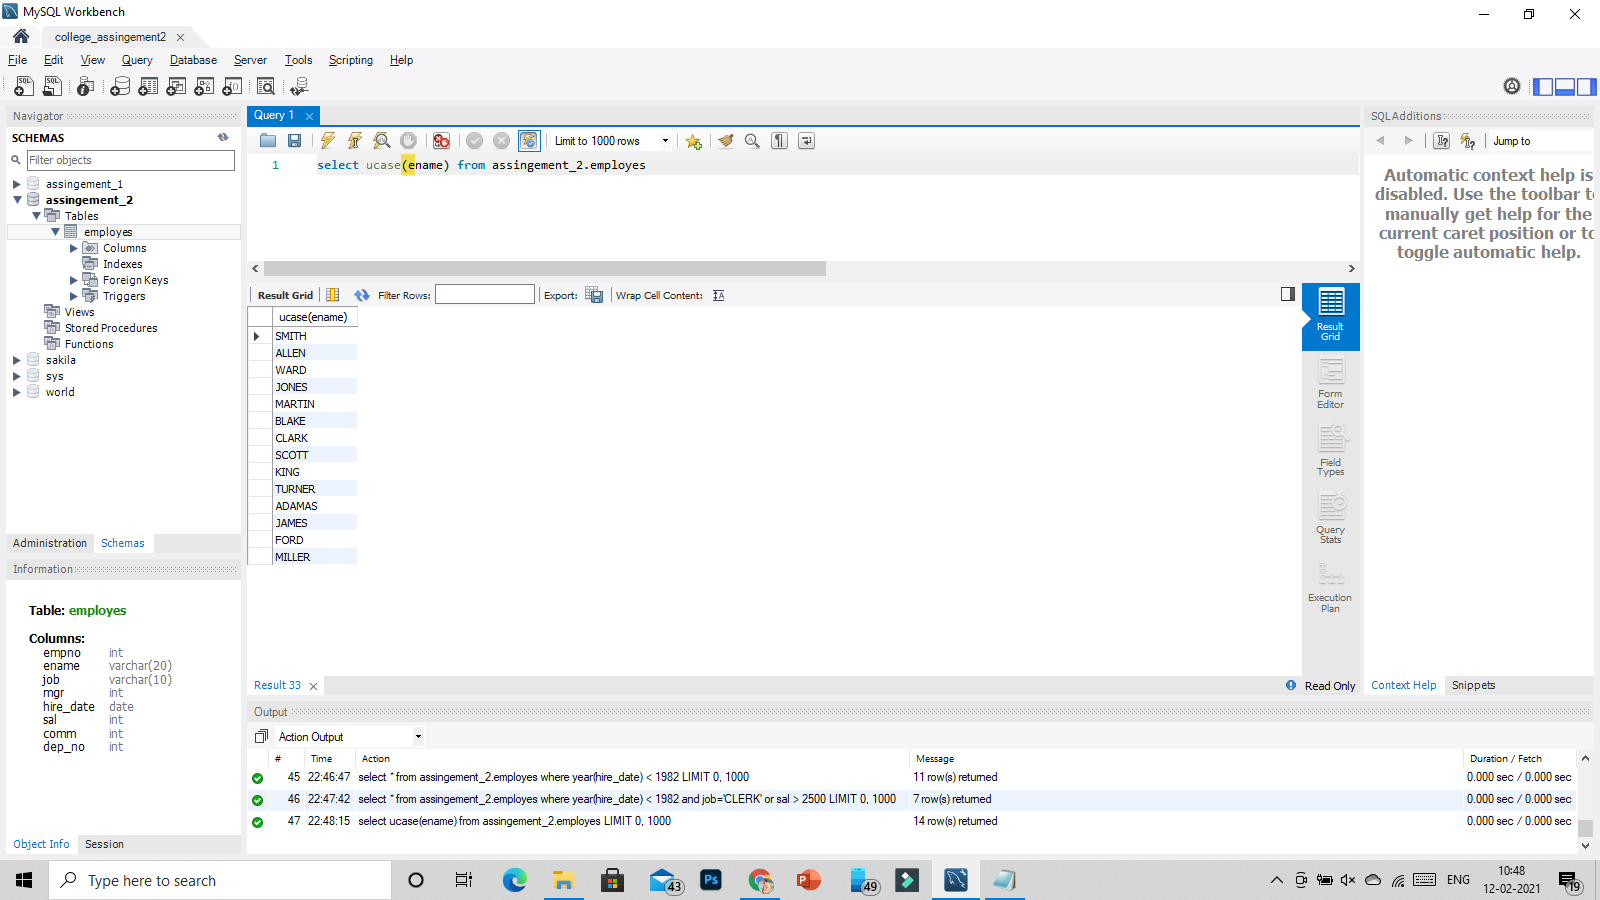 MySQL Workbench
college_assingement2
File Edit View Query Database Server Tools Scripting Help
Navigator
SCHEMAS
Filter objects
assingement_1
assingement_2
Tables
employes
Columns
Indexes
Foreign Keys
Triggers
Views
Stored Procedures
Functions
sakila
sys
world
Administration Schemas
Information
Table: employes
Columns:
empno int
ename varchar(20)
job varchar(10)
mgr int
hire_date date
sal int
comm int
dep_no int
Object Info Session
Query 1
Limit to 1000 rows
1 select ucase(ename) from assingement_2.employes
Result Grid Filter Rows: Export: Wrap Cell Content:
ucase(ename)
SMITH
ALLEN
WARD
JONES
MARTIN
BLAKE
CLARK
SCOTT
KING
TURNER
ADAMAS
JAMES
FORD
MILLER
Result Grid
Form Editor
Field Types
Query Stats
Execution Plan
Result 33 Read Only
SQLAdditions
Jump to
Automatic context help is
disabled. Use the toolbar to
manually get help for the
current caret position or to
toggle automatic help.
Context Help Snippets
Output
Action Output
# Time Action Message Duration / Fetch
45 22:46:47 select * from assingement_2.employes where year(hire_date) < 1982 LIMIT 0, 1000 11 row(s) returned 0.000 sec / 0.000 sec
46 22:47:42 select * from assingement_2.employes where year(hire_date) < 1982 and job='CLERK' or sal > 2500 LIMIT 0, 1000 7 row(s) returned 0.000 sec / 0.000 sec
47 22:48:15 select ucase(ename) from assingement_2.employes LIMIT 0, 1000 14 row(s) returned 0.000 sec / 0.000 sec
Type here to search
43
Ps
49
ENG
10:48
12-02-2021
19